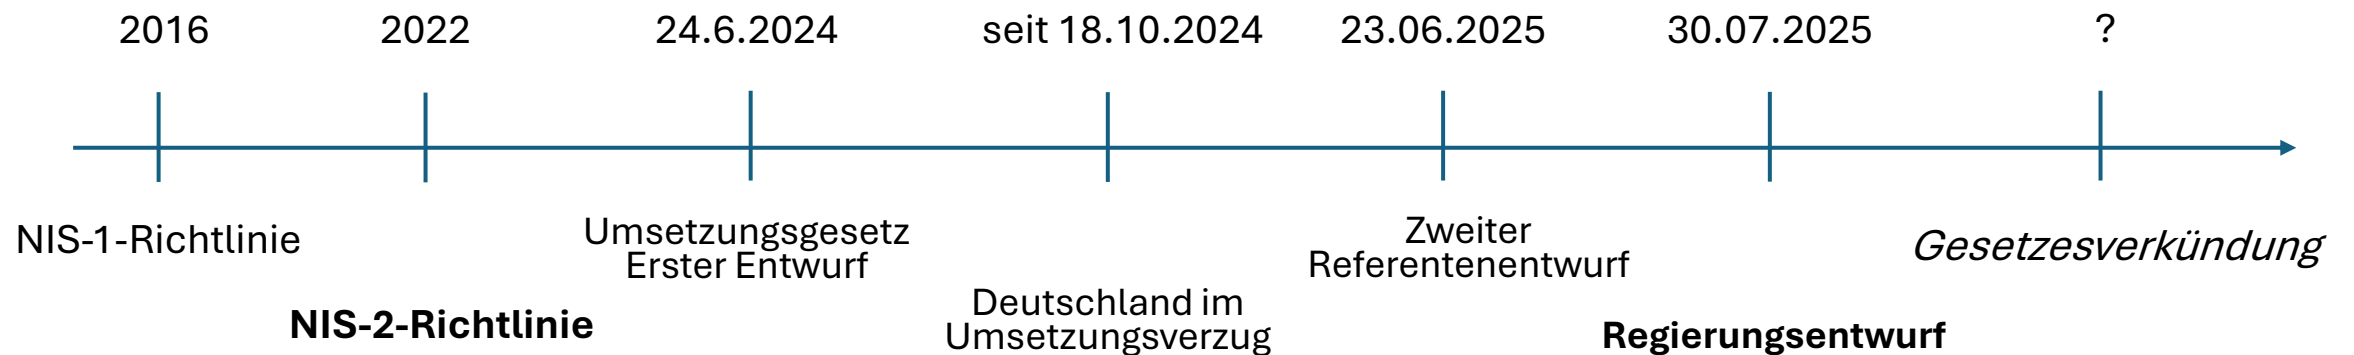 2016
2022
24.6.2024
seit 18.10.2024
23.06.2025
30.07.2025
?
NIS-1-Richtlinie
NIS-2-Richtlinie
Umsetzungsgesetz
Erster Entwurf
Deutschland im
Umsetzungsverzug
Zweiter
Referentenentwurf
Regierungsentwurf
Gesetzesverkündung